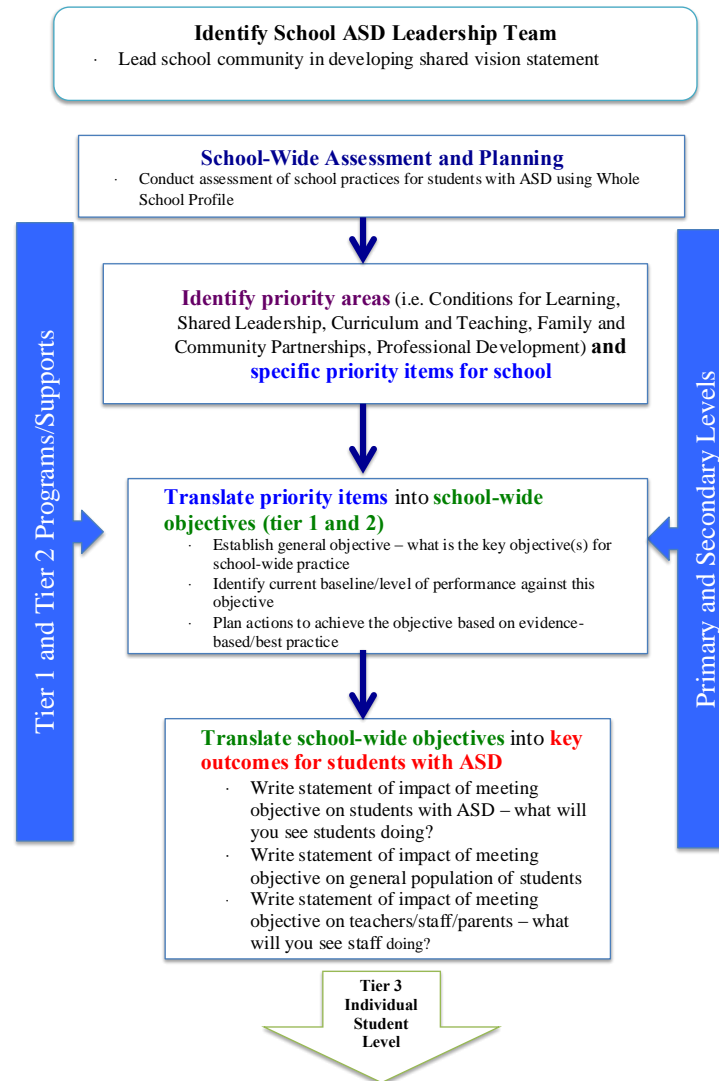 Identify School ASD Leadership Team
· Lead school community in developing shared vision statement
School-Wide Assessment and Planning
· Conduct assessment of school practices for students with ASD using Whole
School Profile
Identify priority areas (i.e. Conditions for Learning,
Shared Leadership, Curriculum and Teaching, Family and
Community Partnerships, Professional Development) and
specific priority items for school
Tier 1 and Tier 2 Programs/Supports
Primary and Secondary Levels
Translate priority items into school-wide
objectives (tier 1 and 2)
· Establish general objective – what is the key objective(s) for
school-wide practice
· Identify current baseline/level of performance against this
objective
· Plan actions to achieve the objective based on evidence-
based/best practice
Translate school-wide objectives into key
outcomes for students with ASD
· Write statement of impact of meeting
objective on students with ASD – what will
you see students doing?
· Write statement of impact of meeting
objective on general population of students
· Write statement of impact of meeting
objective on teachers/staff/parents – what
will you see staff doing?
Tier 3
Individual
Student
Level